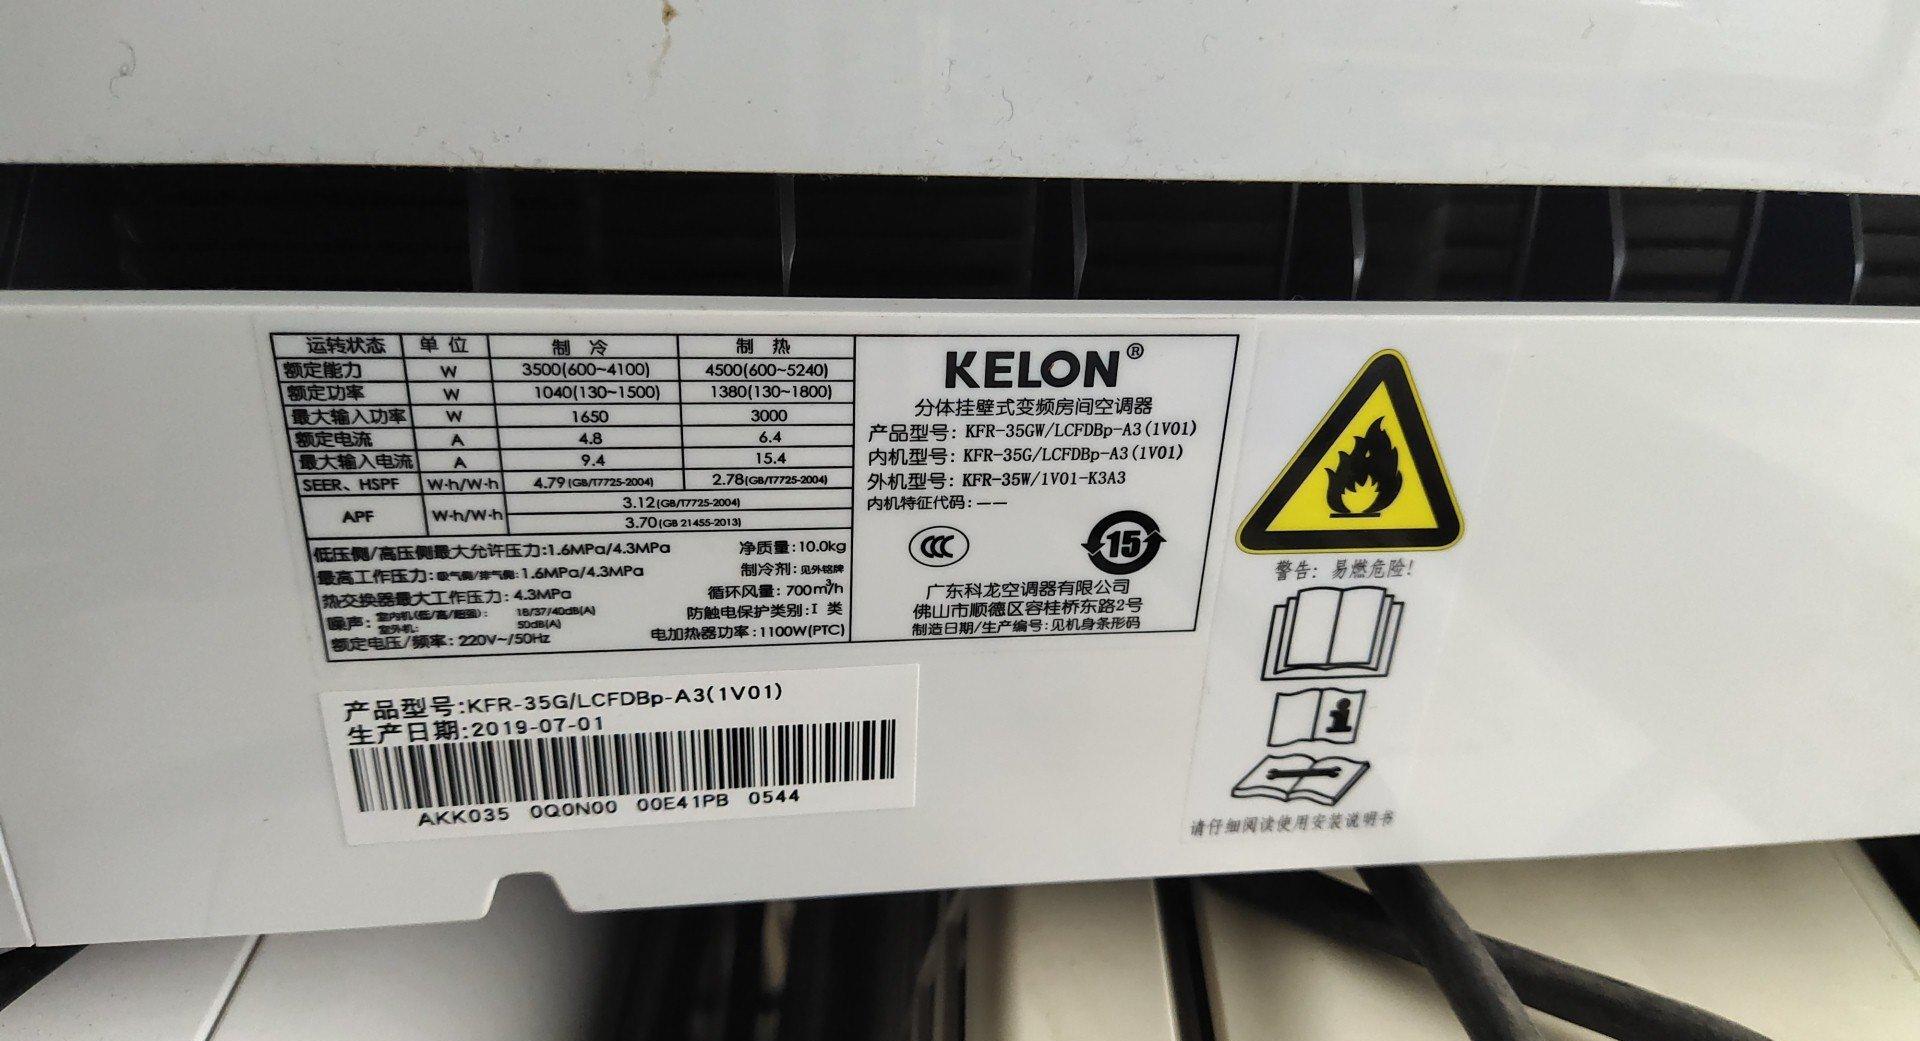 运转状态 单位 制冷 制热
额定能力 W 3500(600~4100) 4500(600~5240)
额定功率 W 1040(130~1500) 1380(130~1800)
最大输入功率 W 1650 3000
额定电流 A 4.8 6.4
最大输入电流 A 9.4 15.4
SEER、HSPF W·h/W·h 4.79(GB/T7725-2004) 2.78(GB/T7725-2004)
APF W·h/W·h 3.12(GB/T7725-2004)
3.70(GB 21455-2013)
低压侧/高压侧最大允许压力:1.6MPa/4.3MPa 净质量:10.0kg
最高工作压力:吸气侧/排气侧:1.6MPa/4.3MPa 制冷剂:见外铭牌
热交换器最大工作压力:4.3MPa 循环风量:700m³/h
噪声:室内机(低/高/超强): 18/37/40dB(A) 防触电保护类别:I 类
室外机: 50dB(A)
额定电压/频率:220V~/50Hz 电加热器功率:1100W(PTC)
KELON®
分体挂壁式变频房间空调器
产品型号:KFR-35GW/LCFDBp-A3(1V01)
内机型号:KFR-35G/LCFDBp-A3(1V01)
外机型号:KFR-35W/1V01-K3A3
内机特征代码:——
CCC 15
广东科龙空调器有限公司
佛山市顺德区容桂桥东路2号
制造日期/生产编号:见机身条形码
警告:易燃危险!
i
请仔细阅读使用安装说明书
产品型号:KFR-35G/LCFDBp-A3(1V01)
生产日期:2019-07-01
AKK035 0Q0N00 00E41PB 0544